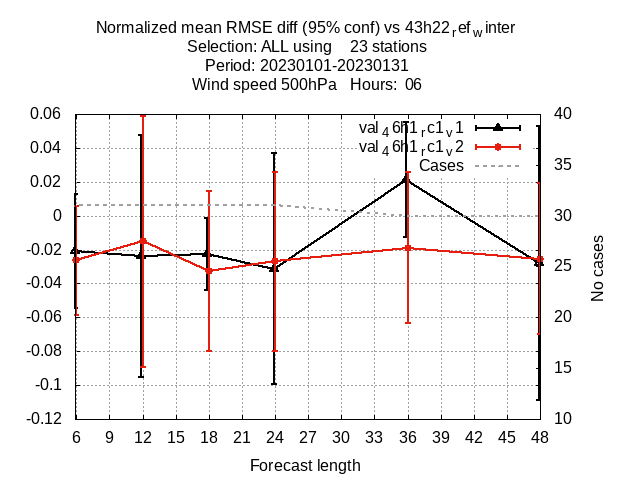 Normalized mean RMSE diff (95% conf) vs 43h22refwinter
Selection: ALL using 23 stations
Period: 20230101-20230131
Wind speed 500hPa Hours: 06
0.06
0.04
0.02
0
-0.02
-0.04
-0.06
-0.08
-0.1
-0.12
40
35
30
25
20
15
10
val46h1rc1v1
val46h1rc1v2
Cases
No cases
6 9 12 15 18 21 24 27 30 33 36 39 42 45 48
Forecast length